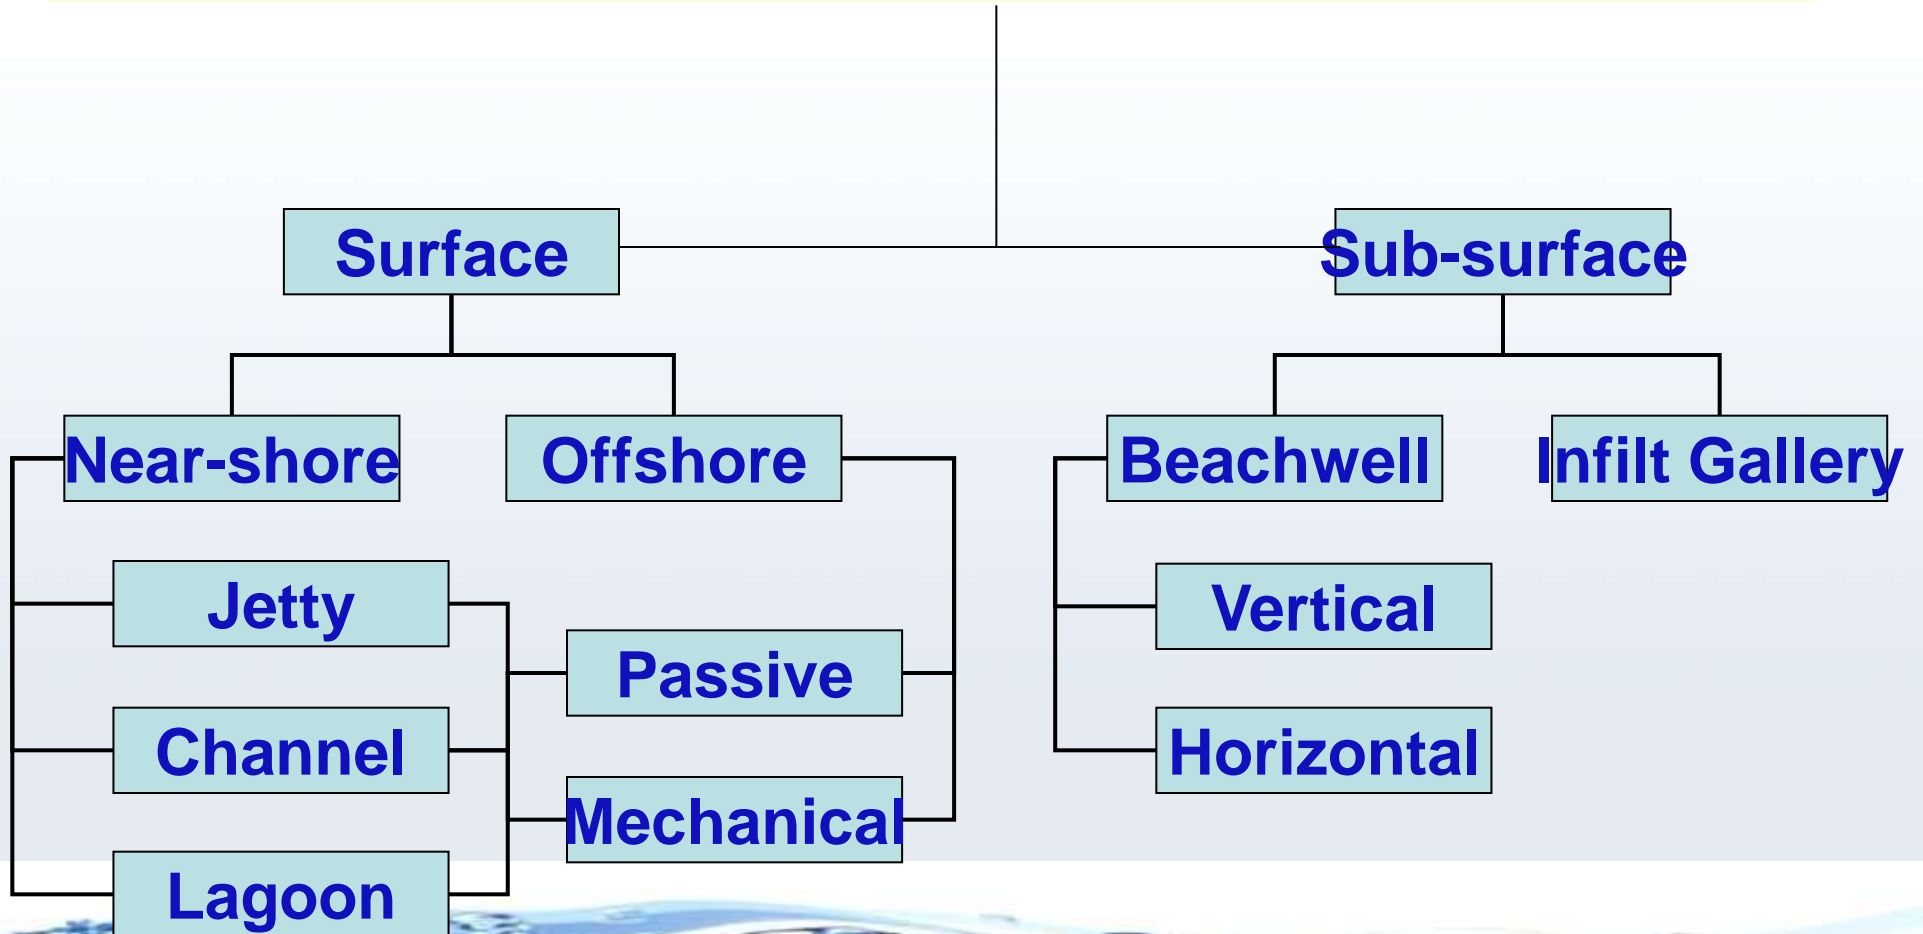 Surface
Sub-surface
Near-shore
Offshore
Beachwell
Infilt Gallery
Jetty
Vertical
Passive
Channel
Horizontal
Mechanical
Lagoon